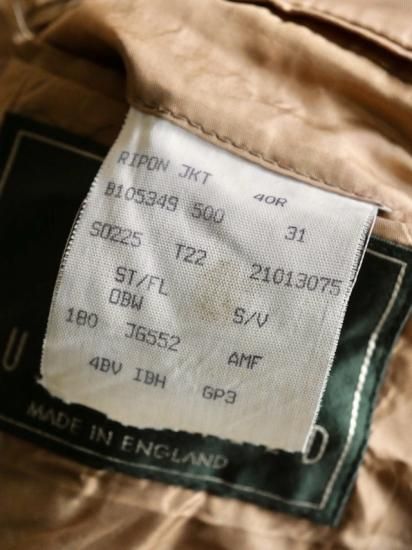 RIPON JKT 40R
B105349 500 31
SO225 T22 21013075
ST/FL S/V
OBW
180 JG552 AMF
4BV IBH GP3
U D
MADE IN ENGLAND